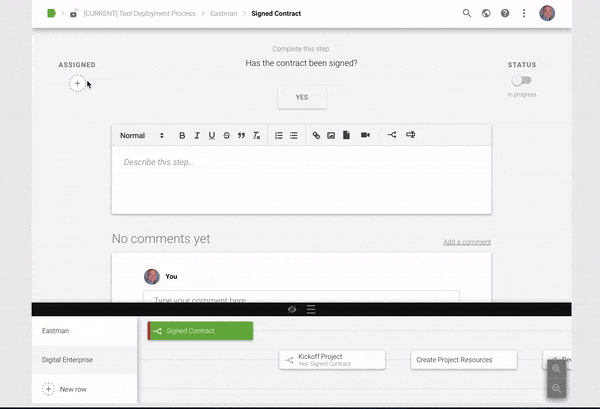 [CURRENT] Tool Deployment Process > Eastman > Signed Contract
Complete this step
ASSIGNED
Has the contract been signed?
STATUS
YES
In progress
Normal
B I U S
Describe this step...
No comments yet
Add a comment
You
Type your comment here
Eastman
Signed Contract
Digital Enterprise
Kickoff Project
Yes: Signed Contract
Create Project Resources
New row